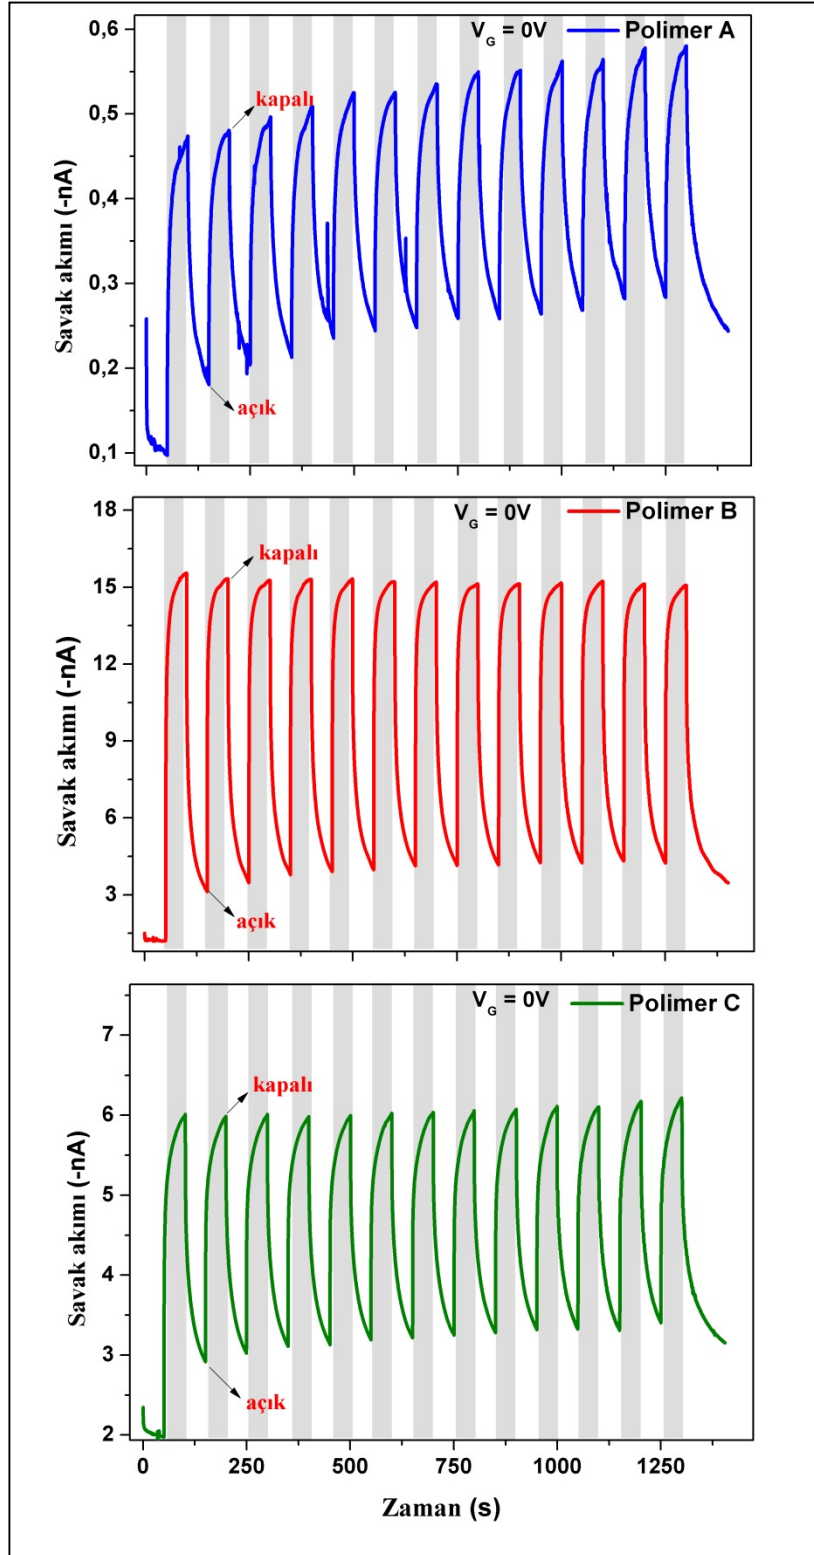 V_G = 0V Polimer A
0,6
0,5
0,4
0,3
0,2
0,1
Savak akımı (-nA)
kapalı
açık
V_G = 0V Polimer B
18
15
12
9
6
3
Savak akımı (-nA)
kapalı
açık
V_G = 0V Polimer C
7
6
5
4
3
2
Savak akımı (-nA)
kapalı
açık
0 250 500 750 1000 1250
Zaman (s)